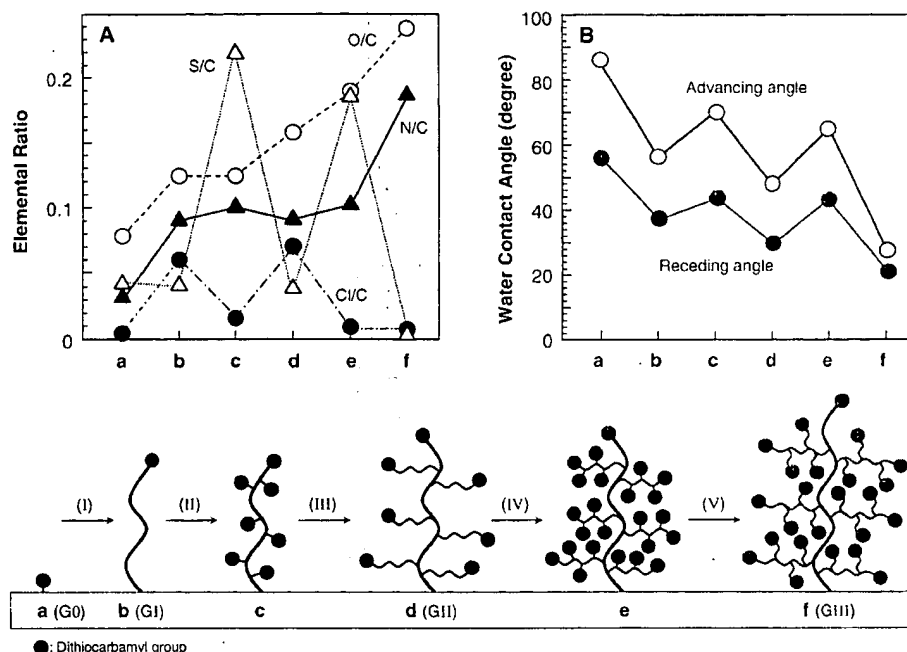 A
S/C
O/C
N/C
Cl/C
Elemental Ratio
0.2
0.1
0
a b c d e f
B
Advancing angle
Receding angle
Water Contact Angle (degree)
100
80
60
40
20
0
a b c d e f
(I) (II) (III) (IV) (V)
a (G0) b (GI) c d (GII) e f (GIII)
●: Dithiocarbamyl group